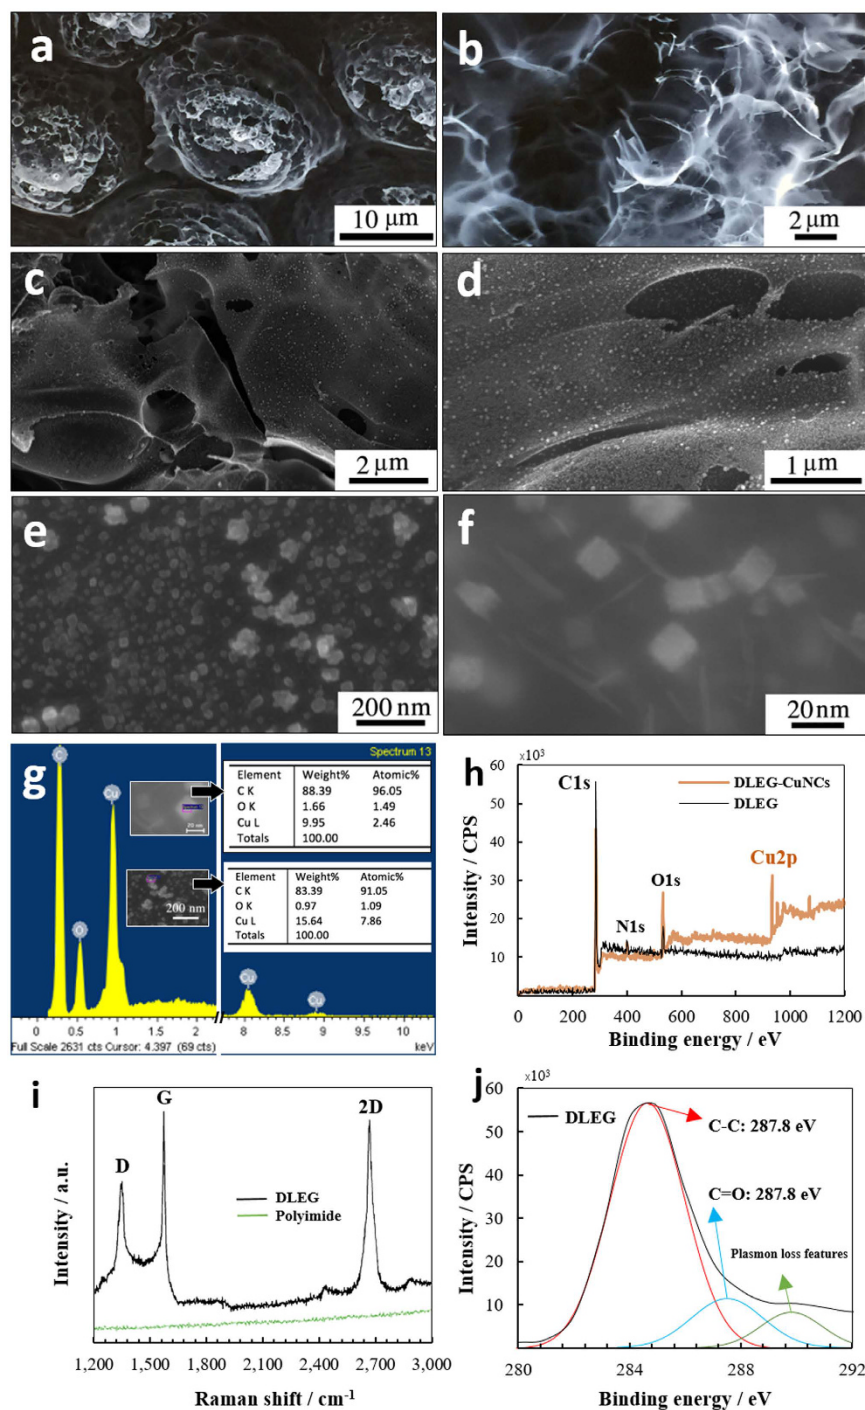 a
10 μm
b
2 μm
c
2 μm
d
1 μm
e
200 nm
f
20 nm
g
Spectrum 13
C
O
Cu
Cu
Cu
Element Weight% Atomic%
C K 88.39 96.05
O K 1.66 1.49
Cu L 9.95 2.46
Totals 100.00
200 nm
Element Weight% Atomic%
C K 83.39 91.05
O K 0.97 1.09
Cu L 15.64 7.86
Totals 100.00
0 0.5 1 1.5 2 8 8.5 9 9.5 10
Full Scale 2631 cts Cursor: 4.397 (69 cts) keV
h
×10³
Intensity / CPS
60
50
40
30
20
10
0 200 400 600 800 1000 1200
Binding energy / eV
C1s
N1s
O1s
Cu2p
DLEG-CuNCs
DLEG
i
Intensity / a.u.
D
G
2D
DLEG
Polyimide
1,200 1,500 1,800 2,100 2,400 2,700 3,000
Raman shift / cm⁻¹
j
×10³
Intensity / CPS
60
50
40
30
20
10
280 284 288 292
Binding energy / eV
DLEG
C-C: 287.8 eV
C=O: 287.8 eV
Plasmon loss features